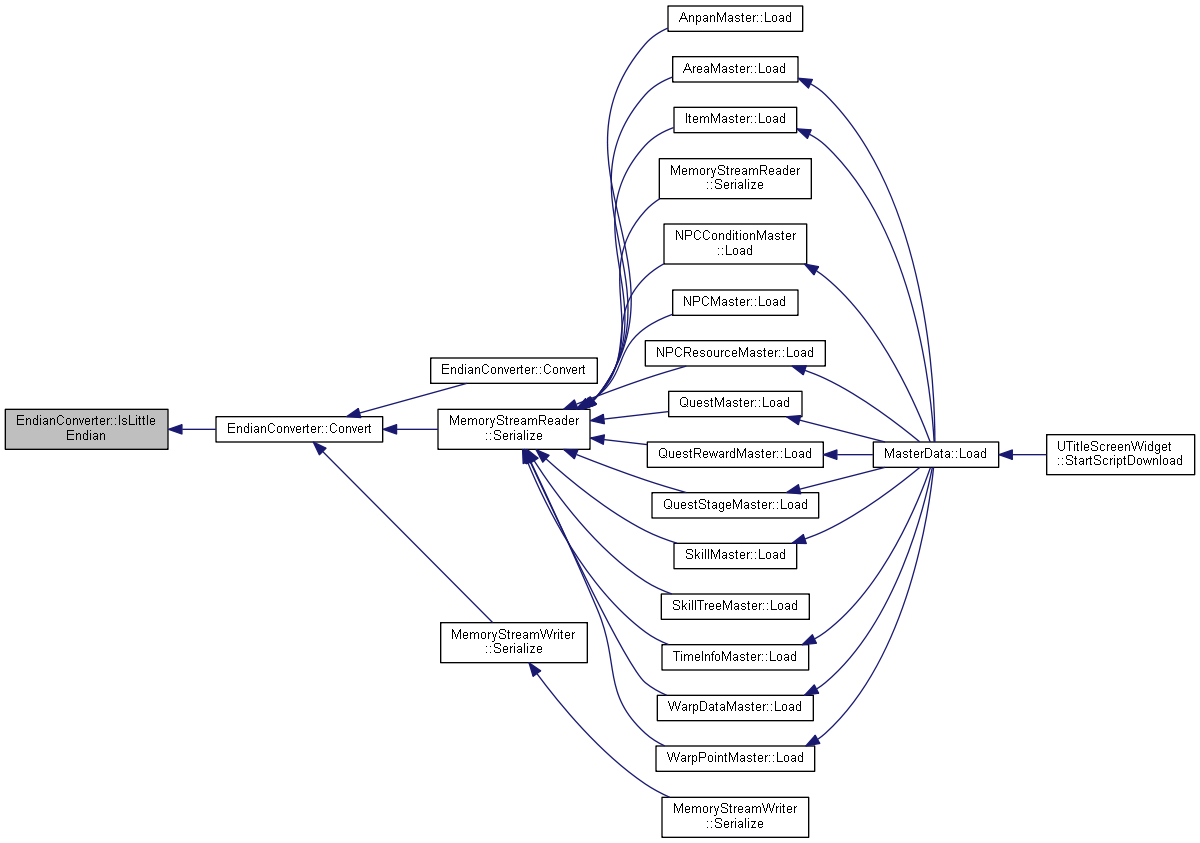 EndianConverter::IsLittle
Endian
EndianConverter::Convert
EndianConverter::Convert
MemoryStreamReader
::Serialize
MemoryStreamWriter
::Serialize
AnpanMaster::Load
AreaMaster::Load
ItemMaster::Load
MemoryStreamReader
::Serialize
NPCConditionMaster
::Load
NPCMaster::Load
NPCResourceMaster::Load
QuestMaster::Load
QuestRewardMaster::Load
QuestStageMaster::Load
SkillMaster::Load
SkillTreeMaster::Load
TimeInfoMaster::Load
WarpDataMaster::Load
WarpPointMaster::Load
MemoryStreamWriter
::Serialize
MasterData::Load
UTitleScreenWidget
::StartScriptDownload